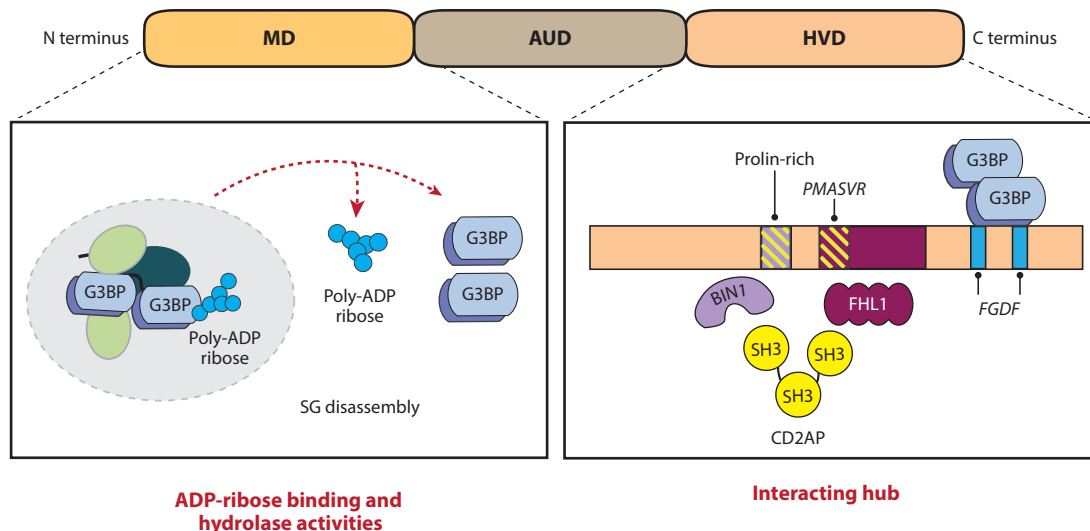 N terminus
MD
AUD
HVD
C terminus
G3BP
G3BP
Poly-ADP
ribose
Poly-ADP
ribose
G3BP
G3BP
SG disassembly
ADP-ribose binding and
hydrolase activities
Prolin-rich
PMASVR
G3BP
G3BP
BIN1
FHL1
FGDF
SH3
SH3
SH3
CD2AP
Interacting hub